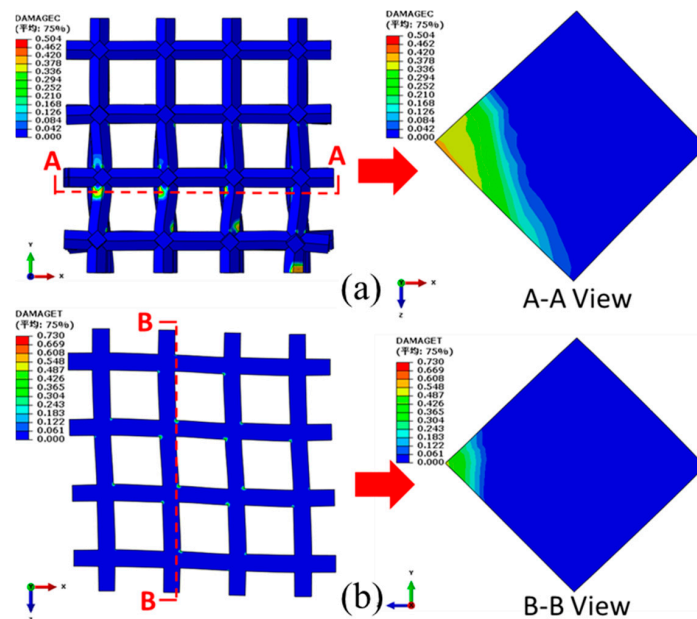 DAMAGEC
(平均: 75%)
0.504
0.462
0.420
0.378
0.336
0.294
0.252
0.210
0.168
0.126
0.084
0.042
0.000
A
A
Y
X
(a)
DAMAGEC
(平均: 75%)
0.504
0.462
0.420
0.378
0.336
0.294
0.252
0.210
0.168
0.126
0.084
0.042
0.000
Y
X
Z
A-A View
DAMAGET
(平均: 75%)
0.730
0.669
0.608
0.548
0.487
0.426
0.365
0.304
0.243
0.183
0.122
0.061
0.000
B
B
Y
X
Z
(b)
DAMAGET
(平均: 75%)
0.730
0.669
0.608
0.548
0.487
0.426
0.365
0.304
0.243
0.183
0.122
0.061
0.000
Y
B-B View